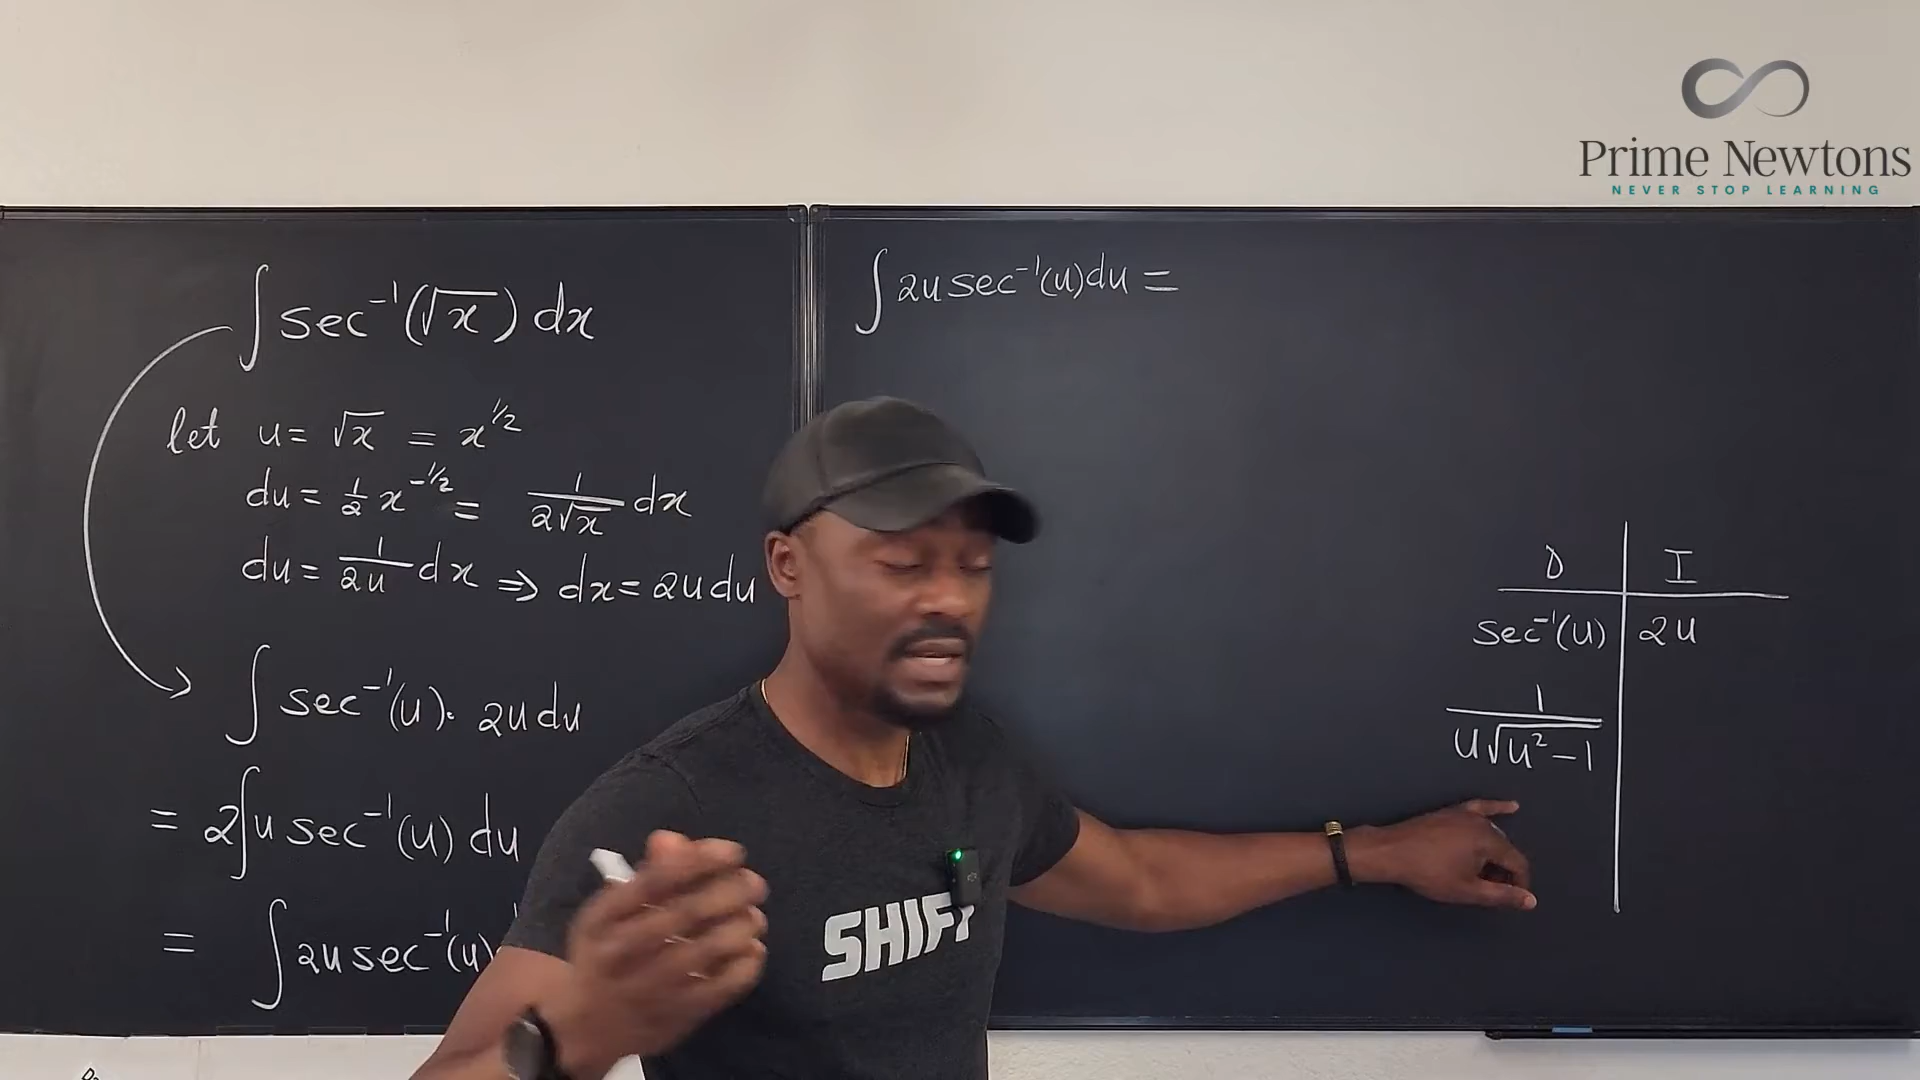 Prime Newtons
NEVER STOP LEARNING
∫ sec⁻¹(√x) dx
let u = √x = x^1/2
du = 1/2 x^-1/2 = 1/(2√x) dx
du = 1/(2u) dx ⇒ dx = 2u du
∫ sec⁻¹(u) · 2u du
= 2∫ u sec⁻¹(u) du
= ∫ 2u sec⁻¹(u)
∫ 2u sec⁻¹(u) du =
D I
sec⁻¹(u) 2u
1/(u√(u²-1))
SHIFT